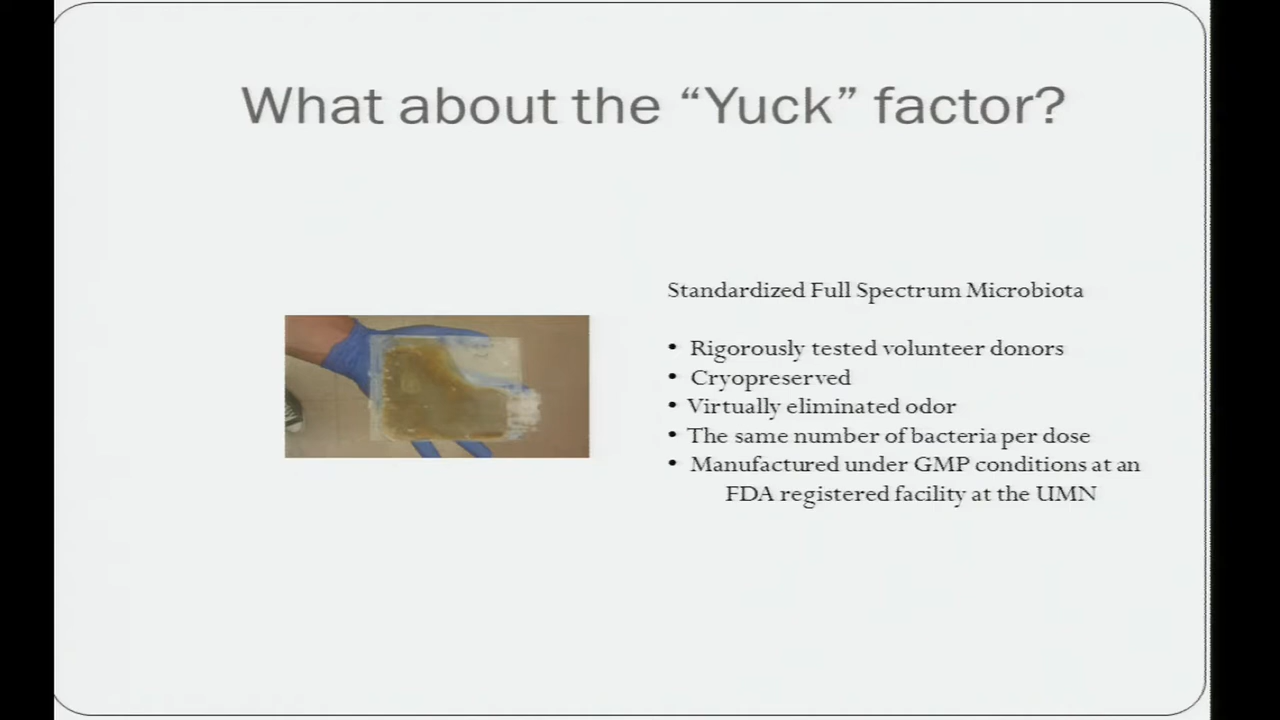 What about the “Yuck” factor?
Standardized Full Spectrum Microbiota
• Rigorously tested volunteer donors
• Cryopreserved
• Virtually eliminated odor
• The same number of bacteria per dose
• Manufactured under GMP conditions at an
FDA registered facility at the UMN